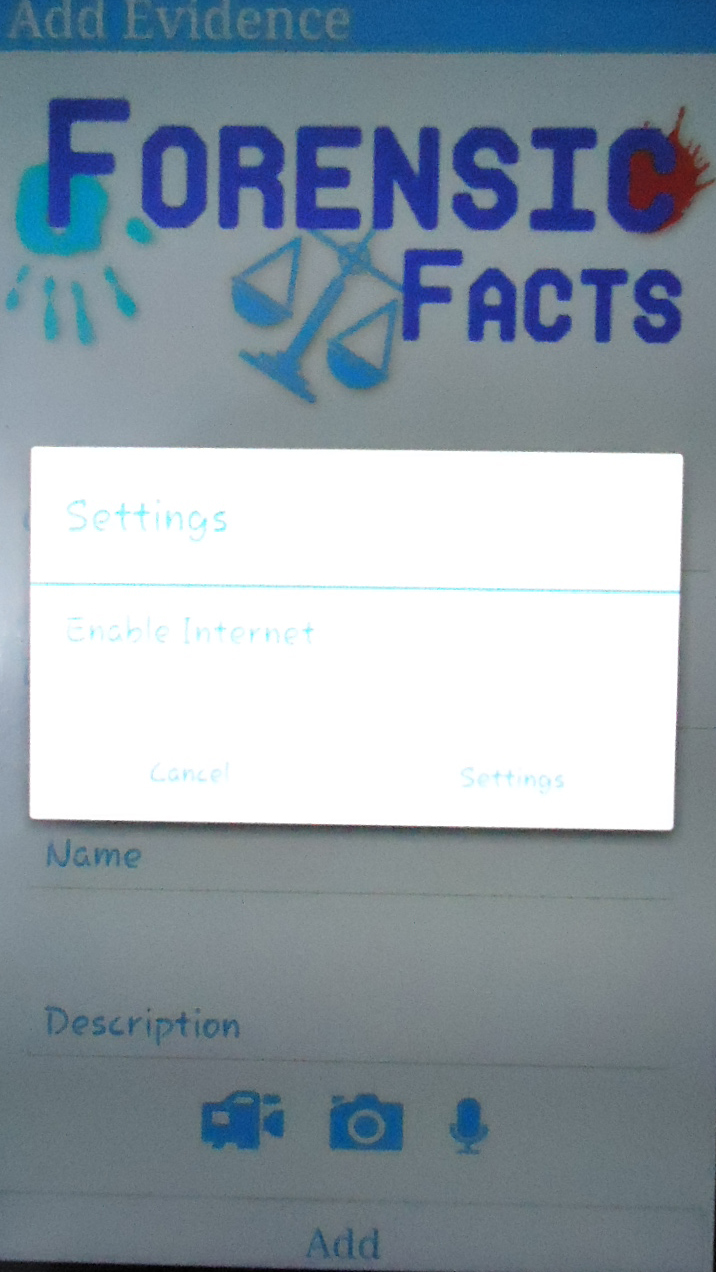 Add Evidence
FORENSIC
FACTS
Settings
Enable Internet
Cancel
Settings
Name
Description
Add